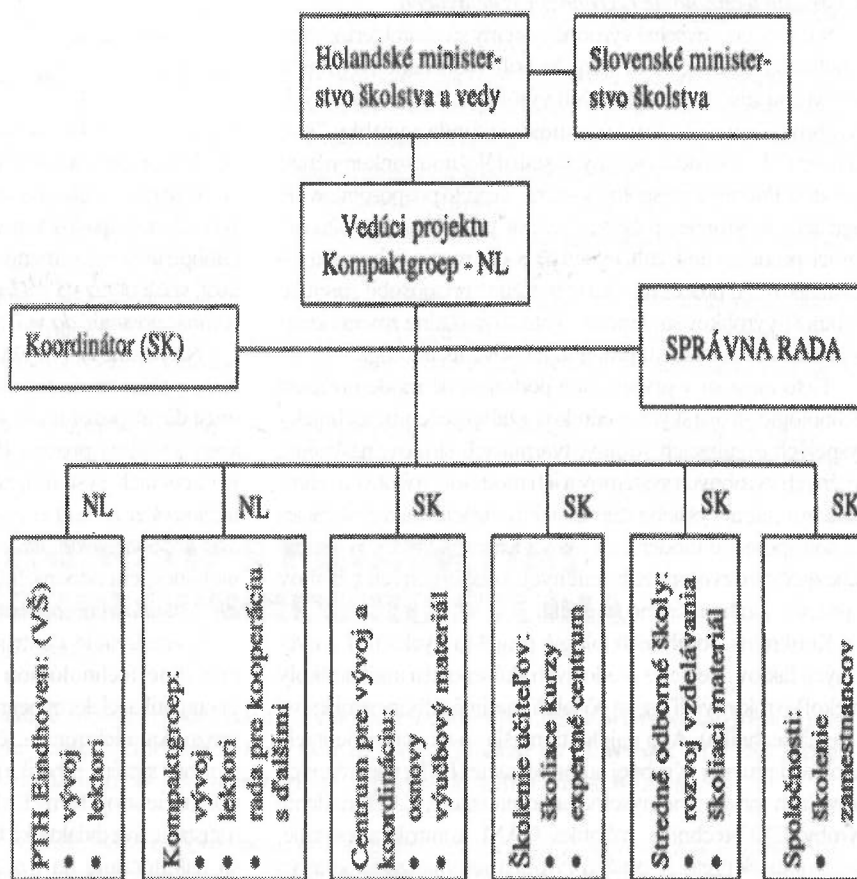 Holandské minister-
stvo školstva a vedy
Slovenské minister-
stvo školstva
Vedúci projektu
Kompaktgroep - NL
Koordinátor (SK)
SPRÁVNA RADA
NL
NL
SK
SK
SK
SK
PTH Eindhoven: (VŠ)
• vývoj
• lektori
Kompaktgroep:
• vývoj
• lektori
• rada pre kooperáciu
s ďalšími
Centrum pre vývoj a
koordináciu:
• osnovy
• výučbový materiál
Školenie učiteľov:
• školiace kurzy
• expertné centrum
Stredné odborné školy:
• rozvoj vzdelávania
• školiaci materiál
Spoločnosti:
• školenie
zamestnancov